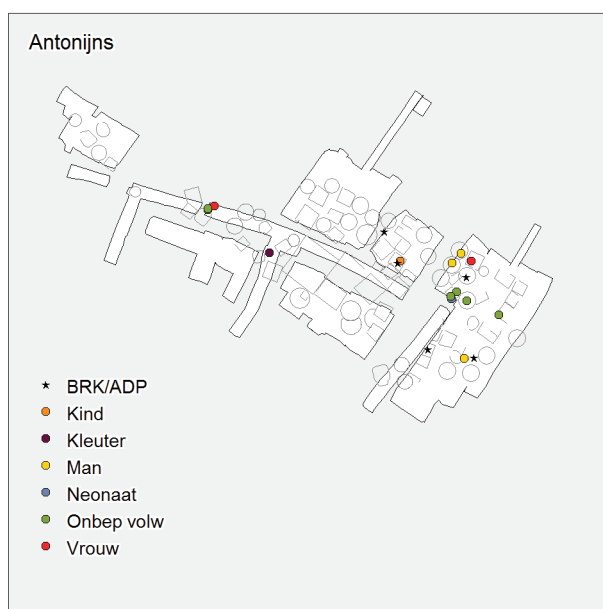 Antonijns
BRK/ADP
Kind
Kleuter
Man
Neonaat
Onbep volw
Vrouw